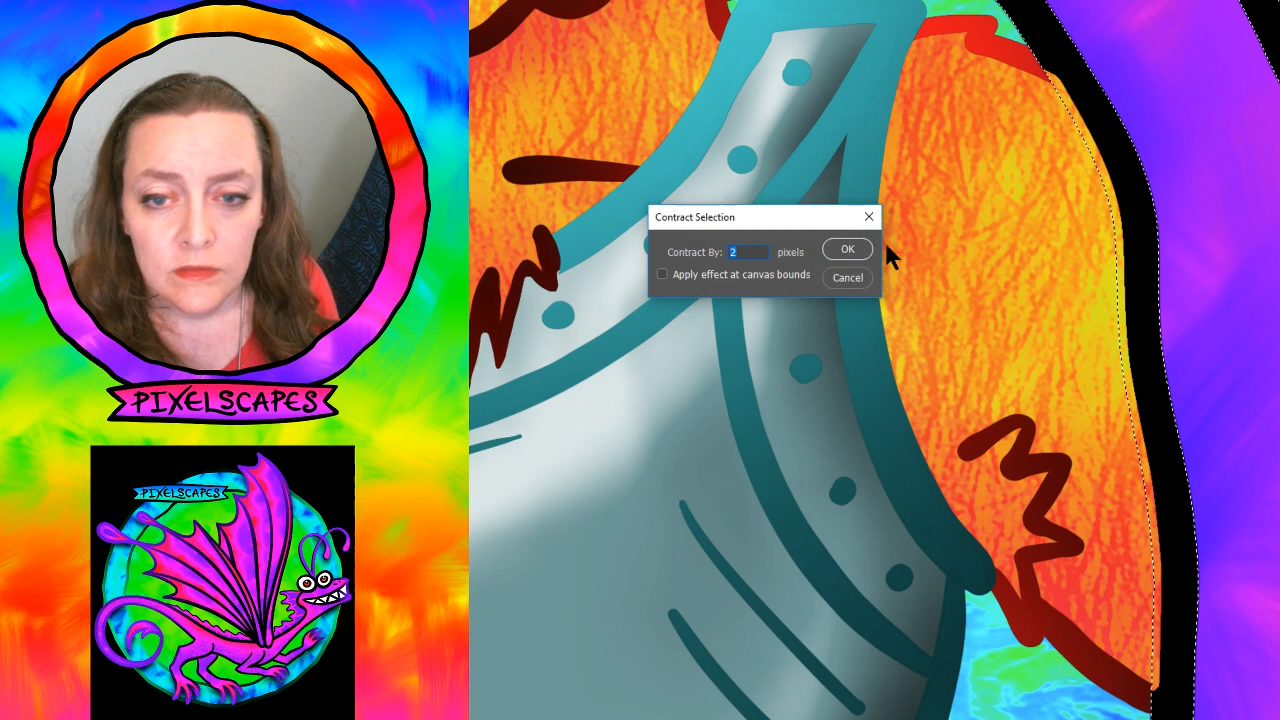 PIXELSCAPES
PIXELSCAPES
Contract Selection
Contract By: 2 pixels
OK
Apply effect at canvas bounds
Cancel